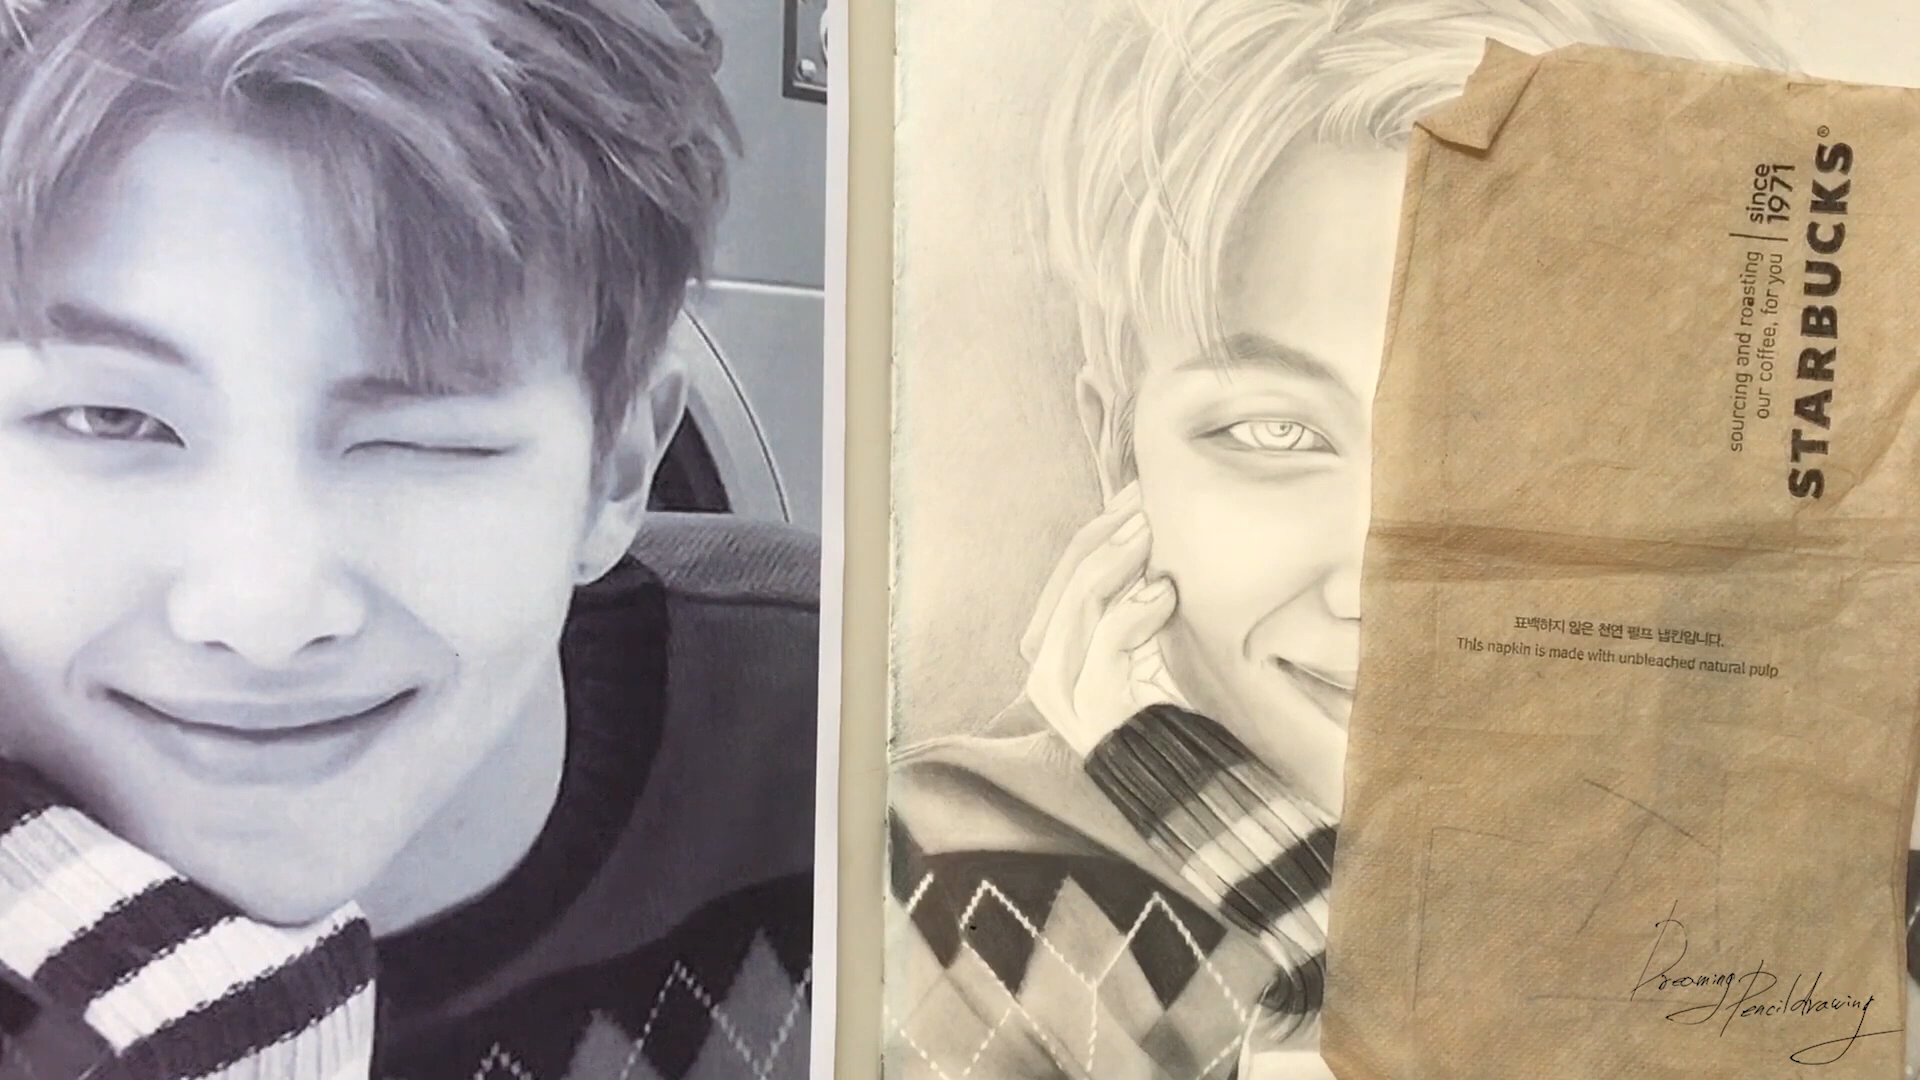 sourcing and roasting
our coffee, for you
since
1971
STARBUCKS®
표백하지 않은 천연 펄프 냅킨입니다.
This napkin is made with unbleached natural pulp
Dreaming
Pencildrawing